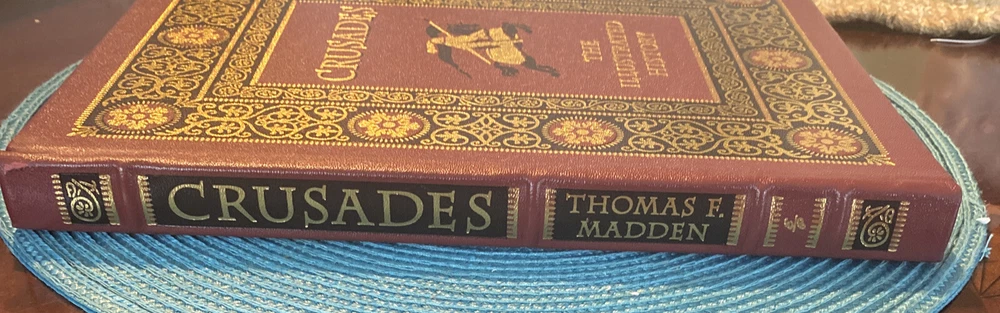 CRUSADES
THE
ILLUSTRATED
HISTORY
CRUSADES
THOMAS F.
MADDEN